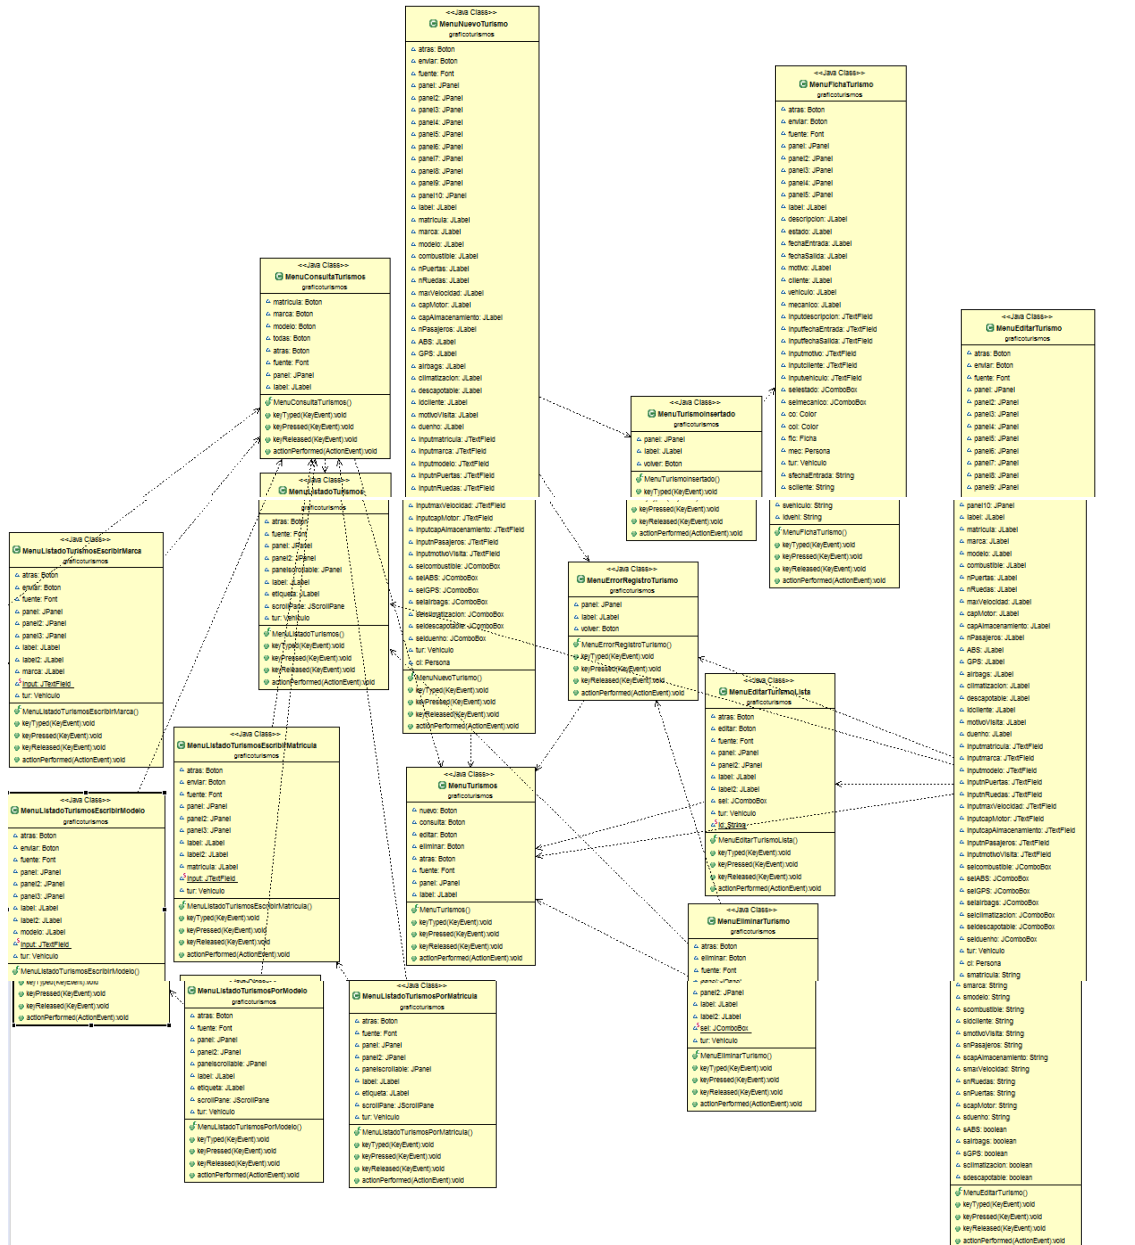 <<Java Class>>
MenuNuevoTurismo
graficoturismos
atras: Boton
enviar: Boton
fuente: Font
panel: JPanel
panel2: JPanel
panel3: JPanel
panel4: JPanel
panel5: JPanel
panel6: JPanel
panel7: JPanel
panel8: JPanel
panel9: JPanel
panel10: JPanel
label: JLabel
matricula: JLabel
marca: JLabel
modelo: JLabel
combustible: JLabel
nPuertas: JLabel
nRuedas: JLabel
maxVelocidad: JLabel
capMotor: JLabel
capAlmacenamiento: JLabel
nPasajeros: JLabel
ABS: JLabel
GPS: JLabel
airbags: JLabel
climatizacion: JLabel
descapotable: JLabel
idcliente: JLabel
motivoVisita: JLabel
duenho: JLabel
inputmatricula: JTextField
inputmarca: JTextField
inputmodelo: JTextField
inputnPuertas: JTextField
inputnRuedas: JTextField
inputmaxVelocidad: JTextField
inputcapMotor: JTextField
inputcapAlmacenamiento: JTextField
inputnPasajeros: JTextField
inputmotivoVisita: JTextField
selcombustible: JComboBox
selABS: JComboBox
selGPS: JComboBox
selairbags: JComboBox
selclimatizacion: JComboBox
seldescapotable: JComboBox
selduenho: JComboBox
tur: Vehiculo
cl: Persona
MenuNuevoTurismo()
keyTyped(KeyEvent):void
keyPressed(KeyEvent):void
keyReleased(KeyEvent):void
actionPerformed(ActionEvent):void
<<Java Class>>
MenuFichaTurismo
graficoturismos
atras: Boton
enviar: Boton
fuente: Font
panel: JPanel
panel2: JPanel
panel3: JPanel
panel4: JPanel
panel5: JPanel
label: JLabel
descripcion: JLabel
estado: JLabel
fechaEntrada: JLabel
fechaSalida: JLabel
motivo: JLabel
cliente: JLabel
vehiculo: JLabel
mecanico: JLabel
inputdescripcion: JTextField
inputfechaEntrada: JTextField
inputfechaSalida: JTextField
inputmotivo: JTextField
inputcliente: JTextField
inputvehiculo: JTextField
selestado: JComboBox
selmecanico: JComboBox
co: Color
col: Color
fic: Ficha
mec: Persona
tur: Vehiculo
sfechaEntrada: String
scliente: String
svehiculo: String
idvehi: String
MenuFichaTurismo()
keyTyped(KeyEvent):void
keyPressed(KeyEvent):void
keyReleased(KeyEvent):void
actionPerformed(ActionEvent):void
<<Java Class>>
MenuConsultaTurismos
graficoturismos
matricula: Boton
marca: Boton
modelo: Boton
todas: Boton
atras: Boton
fuente: Font
panel: JPanel
label: JLabel
MenuConsultaTurismos()
keyTyped(KeyEvent):void
keyPressed(KeyEvent):void
keyReleased(KeyEvent):void
actionPerformed(ActionEvent):void
<<Java Class>>
MenuEditarTurismo
graficoturismos
atras: Boton
enviar: Boton
fuente: Font
panel: JPanel
panel2: JPanel
panel3: JPanel
panel4: JPanel
panel5: JPanel
panel6: JPanel
panel7: JPanel
panel8: JPanel
panel9: JPanel
panel10: JPanel
label: JLabel
matricula: JLabel
marca: JLabel
modelo: JLabel
combustible: JLabel
nPuertas: JLabel
nRuedas: JLabel
maxVelocidad: JLabel
capMotor: JLabel
capAlmacenamiento: JLabel
nPasajeros: JLabel
ABS: JLabel
GPS: JLabel
airbags: JLabel
climatizacion: JLabel
descapotable: JLabel
idcliente: JLabel
motivoVisita: JLabel
duenho: JLabel
inputmatricula: JTextField
inputmarca: JTextField
inputmodelo: JTextField
inputnPuertas: JTextField
inputnRuedas: JTextField
inputmaxVelocidad: JTextField
inputcapMotor: JTextField
inputcapAlmacenamiento: JTextField
inputnPasajeros: JTextField
inputmotivoVisita: JTextField
selcombustible: JComboBox
selABS: JComboBox
selGPS: JComboBox
selairbags: JComboBox
selclimatizacion: JComboBox
seldescapotable: JComboBox
selduenho: JComboBox
tur: Vehiculo
cl: Persona
smatricula: String
smarca: String
smodelo: String
scombustible: String
sidcliente: String
smotivoVisita: String
snPasajeros: String
scapAlmacenamiento: String
smaxVelocidad: String
snRuedas: String
snPuertas: String
scapMotor: String
sduenho: String
sABS: boolean
sairbags: boolean
sGPS: boolean
sclimatizacion: boolean
sdescapotable: boolean
MenuEditarTurismo()
keyTyped(KeyEvent):void
keyPressed(KeyEvent):void
keyReleased(KeyEvent):void
actionPerformed(ActionEvent):void
<<Java Class>>
MenuTurismoInsertado
graficoturismos
panel: JPanel
label: JLabel
volver: Boton
MenuTurismoInsertado()
keyTyped(KeyEvent):void
keyPressed(KeyEvent):void
keyReleased(KeyEvent):void
actionPerformed(ActionEvent):void
<<Java Class>>
MenuListadoTurismos
graficoturismos
atras: Boton
fuente: Font
panel: JPanel
panel2: JPanel
panelscrollable: JPanel
label: JLabel
etiqueta: JLabel
scrollPane: JScrollPane
tur: Vehiculo
MenuListadoTurismos()
keyTyped(KeyEvent):void
keyPressed(KeyEvent):void
keyReleased(KeyEvent):void
actionPerformed(ActionEvent):void
<<Java Class>>
MenuListadoTurismosEscribirMarca
graficoturismos
atras: Boton
enviar: Boton
fuente: Font
panel: JPanel
panel2: JPanel
panel3: JPanel
label: JLabel
label2: JLabel
marca: JLabel
input: JTextField
tur: Vehiculo
MenuListadoTurismosEscribirMarca()
keyTyped(KeyEvent):void
keyPressed(KeyEvent):void
keyReleased(KeyEvent):void
actionPerformed(ActionEvent):void
<<Java Class>>
MenuErrorRegistroTurismo
graficoturismos
panel: JPanel
label: JLabel
volver: Boton
MenuErrorRegistroTurismo()
keyTyped(KeyEvent):void
keyPressed(KeyEvent):void
keyReleased(KeyEvent):void
actionPerformed(ActionEvent):void
<<Java Class>>
MenuEditarTurismoLista
graficoturismos
atras: Boton
editar: Boton
fuente: Font
panel: JPanel
panel2: JPanel
label: JLabel
label2: JLabel
sel: JComboBox
tur: Vehiculo
id: String
MenuEditarTurismoLista()
keyTyped(KeyEvent):void
keyPressed(KeyEvent):void
keyReleased(KeyEvent):void
actionPerformed(ActionEvent):void
<<Java Class>>
MenuListadoTurismosEscribirMatricula
graficoturismos
atras: Boton
enviar: Boton
fuente: Font
panel: JPanel
panel2: JPanel
panel3: JPanel
label: JLabel
label2: JLabel
matricula: JLabel
input: JTextField
tur: Vehiculo
MenuListadoTurismosEscribirMatricula()
keyTyped(KeyEvent):void
keyPressed(KeyEvent):void
keyReleased(KeyEvent):void
actionPerformed(ActionEvent):void
<<Java Class>>
MenuTurismos
graficoturismos
nuevo: Boton
consulta: Boton
editar: Boton
eliminar: Boton
atras: Boton
fuente: Font
panel: JPanel
label: JLabel
MenuTurismos()
keyTyped(KeyEvent):void
keyPressed(KeyEvent):void
keyReleased(KeyEvent):void
actionPerformed(ActionEvent):void
<<Java Class>>
MenuListadoTurismosEscribirModelo
graficoturismos
atras: Boton
enviar: Boton
fuente: Font
panel: JPanel
panel2: JPanel
panel3: JPanel
label: JLabel
label2: JLabel
modelo: JLabel
input: JTextField
tur: Vehiculo
MenuListadoTurismosEscribirModelo()
keyTyped(KeyEvent):void
keyPressed(KeyEvent):void
keyReleased(KeyEvent):void
actionPerformed(ActionEvent):void
<<Java Class>>
MenuEliminarTurismo
graficoturismos
atras: Boton
eliminar: Boton
fuente: Font
panel2: JPanel
label: JLabel
label2: JLabel
sel: JComboBox
tur: Vehiculo
MenuEliminarTurismo()
keyTyped(KeyEvent):void
keyPressed(KeyEvent):void
keyReleased(KeyEvent):void
actionPerformed(ActionEvent):void
MenuListadoTurismosPorModelo
graficoturismos
atras: Boton
fuente: Font
panel: JPanel
panel2: JPanel
panelscrollable: JPanel
label: JLabel
etiqueta: JLabel
scrollPane: JScrollPane
tur: Vehiculo
MenuListadoTurismosPorModelo()
keyTyped(KeyEvent):void
keyPressed(KeyEvent):void
keyReleased(KeyEvent):void
actionPerformed(ActionEvent):void
<<Java Class>>
MenuListadoTurismosPorMatricula
graficoturismos
atras: Boton
fuente: Font
panel: JPanel
panel2: JPanel
panelscrollable: JPanel
label: JLabel
etiqueta: JLabel
scrollPane: JScrollPane
tur: Vehiculo
MenuListadoTurismosPorMatricula()
keyTyped(KeyEvent):void
keyPressed(KeyEvent):void
keyReleased(KeyEvent):void
actionPerformed(ActionEvent):void